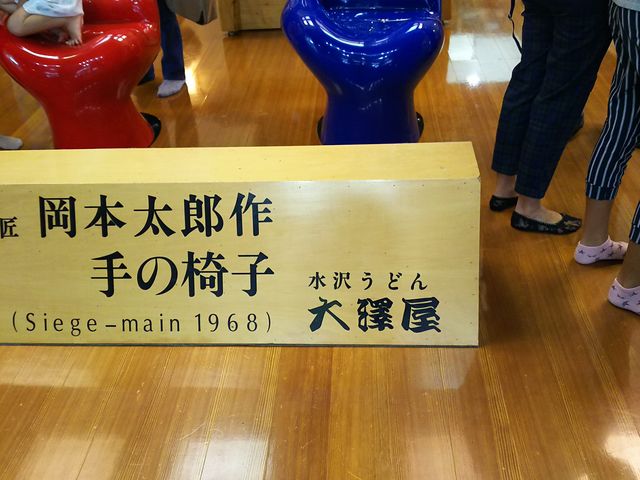 匠 岡本太郎作
手の椅子
(Siege-main 1968)
水沢うどん
大澤屋